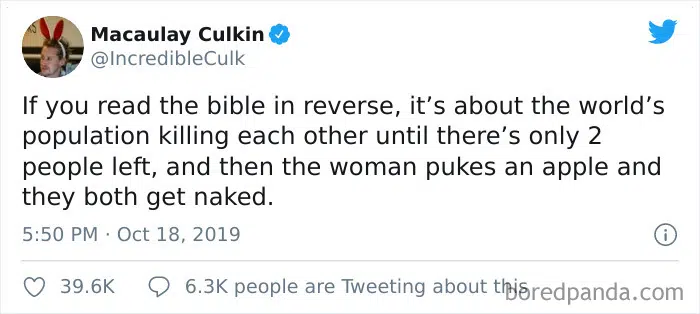 Macaulay Culkin
@IncredibleCulk
If you read the bible in reverse, it’s about the world’s
population killing each other until there’s only 2
people left, and then the woman pukes an apple and
they both get naked.
5:50 PM · Oct 18, 2019
39.6K 6.3K people are Tweeting about this
boredpanda.com